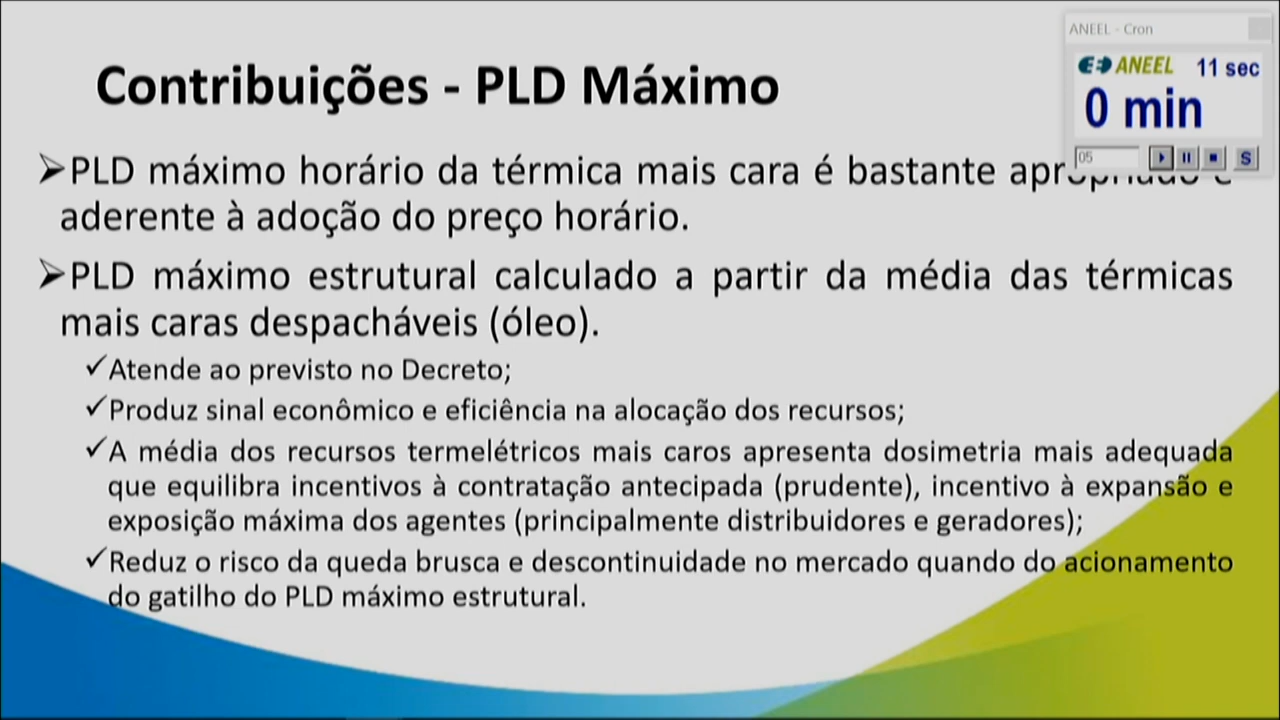 Contribuições - PLD Máximo
ANEEL - Cron
ANEEL 11 sec
0 min
05
S
➢PLD máximo horário da térmica mais cara é bastante apropriado e
aderente à adoção do preço horário.
➢PLD máximo estrutural calculado a partir da média das térmicas
mais caras despacháveis (óleo).
✓Atende ao previsto no Decreto;
✓Produz sinal econômico e eficiência na alocação dos recursos;
✓A média dos recursos termelétricos mais caros apresenta dosimetria mais adequada
que equilibra incentivos à contratação antecipada (prudente), incentivo à expansão e
exposição máxima dos agentes (principalmente distribuidores e geradores);
✓Reduz o risco da queda brusca e descontinuidade no mercado quando do acionamento
do gatilho do PLD máximo estrutural.